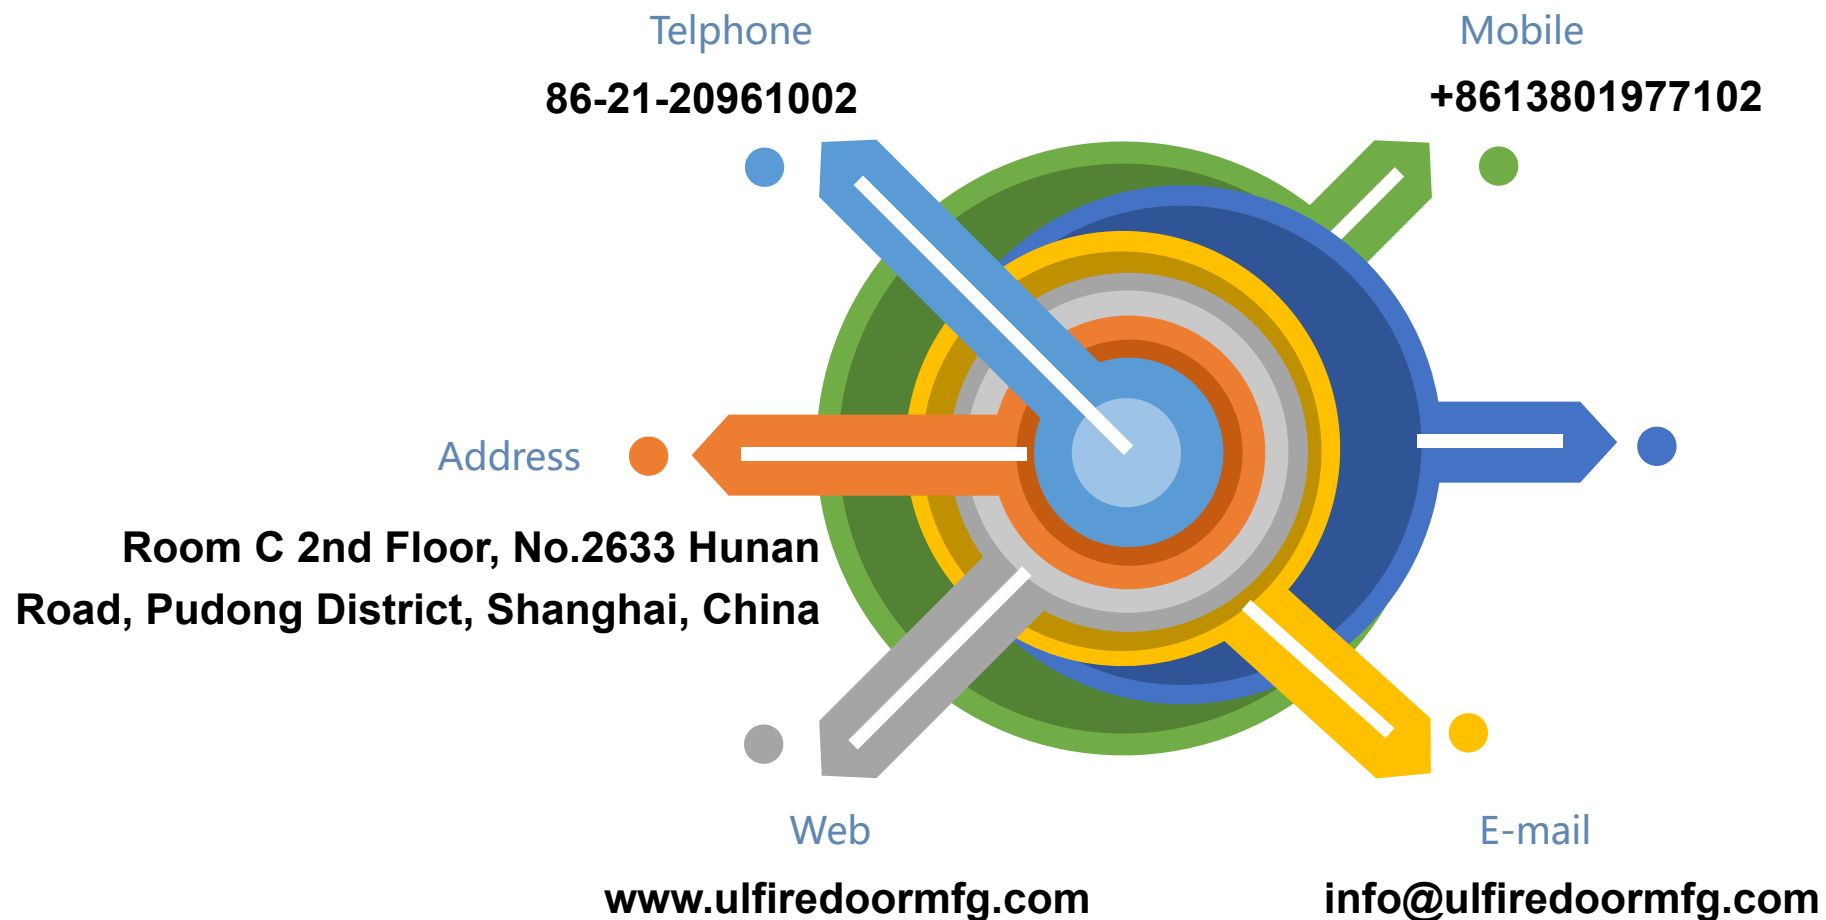 Telphone
Mobile
86-21-20961002
+8613801977102
Address
Room C 2nd Floor, No.2633 Hunan
Road, Pudong District, Shanghai, China
Web
E-mail
www.ulfiredoormfg.com
info@ulfiredoormfg.com